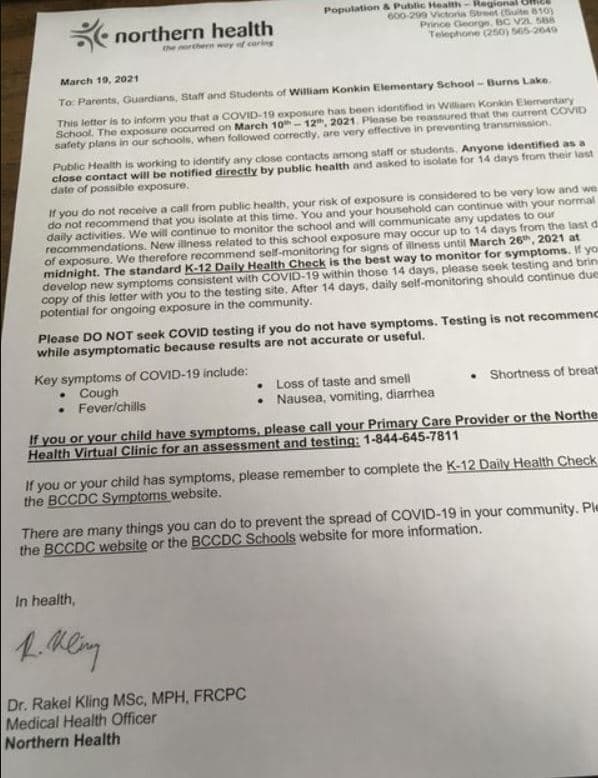 northern health
the northern way of caring
Population & Public Health – Regional Office
600-299 Victoria Street (Suite 810)
Prince George, BC V2L 5B8
Telephone (250) 565-2649
March 19, 2021
To: Parents, Guardians, Staff and Students of William Konkin Elementary School – Burns Lake.
This letter is to inform you that a COVID-19 exposure has been identified in William Konkin Elementary
School. The exposure occurred on March 10th – 12th, 2021. Please be reassured that the current COVID
safety plans in our schools, when followed correctly, are very effective in preventing transmission.
Public Health is working to identify any close contacts among staff or students. Anyone identified as a
close contact will be notified directly by public health and asked to isolate for 14 days from their last
date of possible exposure.
If you do not receive a call from public health, your risk of exposure is considered to be very low and we
do not recommend that you isolate at this time. You and your household can continue with your normal
daily activities. We will continue to monitor the school and will communicate any updates to our
recommendations. New illness related to this school exposure may occur up to 14 days from the last d
of exposure. We therefore recommend self-monitoring for signs of illness until March 26th, 2021 at
midnight. The standard K-12 Daily Health Check is the best way to monitor for symptoms. If yo
develop new symptoms consistent with COVID-19 within those 14 days, please seek testing and brin
copy of this letter with you to the testing site. After 14 days, daily self-monitoring should continue due
potential for ongoing exposure in the community.
Please DO NOT seek COVID testing if you do not have symptoms. Testing is not recommend
while asymptomatic because results are not accurate or useful.
Key symptoms of COVID-19 include:
• Cough
• Fever/chills
• Loss of taste and smell
• Nausea, vomiting, diarrhea
• Shortness of breat
If you or your child have symptoms, please call your Primary Care Provider or the Northe
Health Virtual Clinic for an assessment and testing: 1-844-645-7811
If you or your child has symptoms, please remember to complete the K-12 Daily Health Check
the BCCDC Symptoms website.
There are many things you can do to prevent the spread of COVID-19 in your community. Ple
the BCCDC website or the BCCDC Schools website for more information.
In health,
R. Kling
Dr. Rakel Kling MSc, MPH, FRCPC
Medical Health Officer
Northern Health